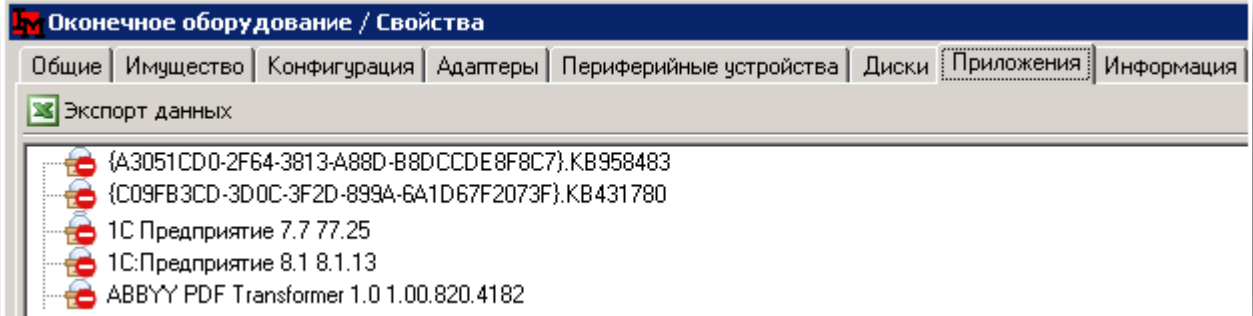 Оконечное оборудование / Свойства
Общие Имущество Конфигурация Адаптеры Периферийные устройства Диски Приложения Информация
Экспорт данных
{A3051CD0-2F64-3813-A88D-B8DCCDE8F8C7}.KB958483
{C09FB3CD-3D0C-3F2D-899A-6A1D67F2073F}.KB431780
1С Предприятие 7.7 77.25
1С:Предприятие 8.1 8.1.13
ABBYY PDF Transformer 1.0 1.00.820.4182